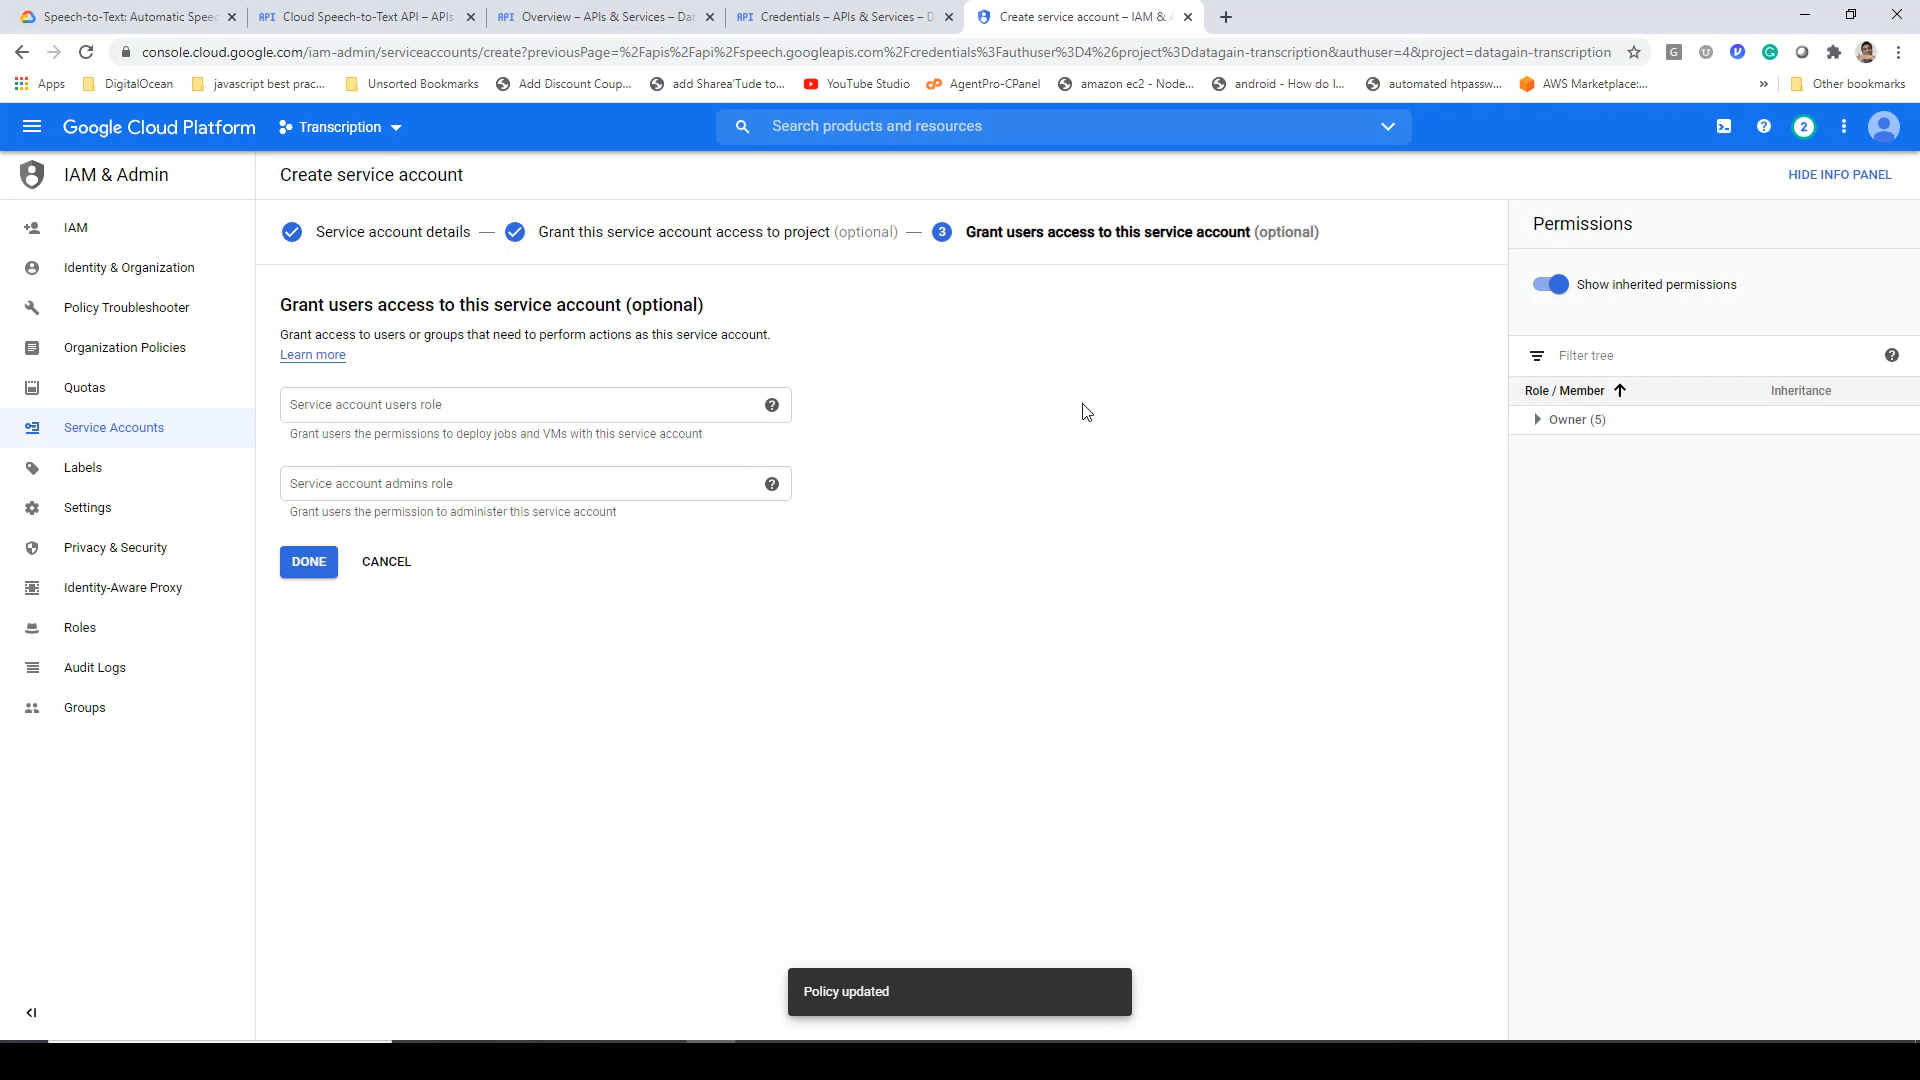 Speech-to-Text: Automatic Spee
API Cloud Speech-to-Text API – APIs
API Overview – APIs & Services – Dat
API Credentials – APIs & Services – D
Create service account – IAM & A
console.cloud.google.com/iam-admin/serviceaccounts/create?previousPage=%2Fapis%2Fapi%2Fspeech.googleapis.com%2Fcredentials%3Fauthuser%3D4%26project%3Ddatagain-transcription&authuser=4&project=datagain-transcription
Apps
DigitalOcean
javascript best prac...
Unsorted Bookmarks
Add Discount Coup...
add Sharea'Tude to...
YouTube Studio
AgentPro-CPanel
amazon ec2 - Node...
android - How do I...
automated htpassw...
AWS Marketplace:...
»
Other bookmarks
Google Cloud Platform
Transcription
Search products and resources
2
IAM & Admin
Create service account
HIDE INFO PANEL
IAM
Identity & Organization
Policy Troubleshooter
Organization Policies
Quotas
Service Accounts
Labels
Settings
Privacy & Security
Identity-Aware Proxy
Roles
Audit Logs
Groups
Service account details — Grant this service account access to project (optional) — 3 Grant users access to this service account (optional)
Grant users access to this service account (optional)
Grant access to users or groups that need to perform actions as this service account.
Learn more
Service account users role
Grant users the permissions to deploy jobs and VMs with this service account
Service account admins role
Grant users the permission to administer this service account
DONE
CANCEL
Permissions
Show inherited permissions
Filter tree
Role / Member
Inheritance
Owner (5)
Policy updated